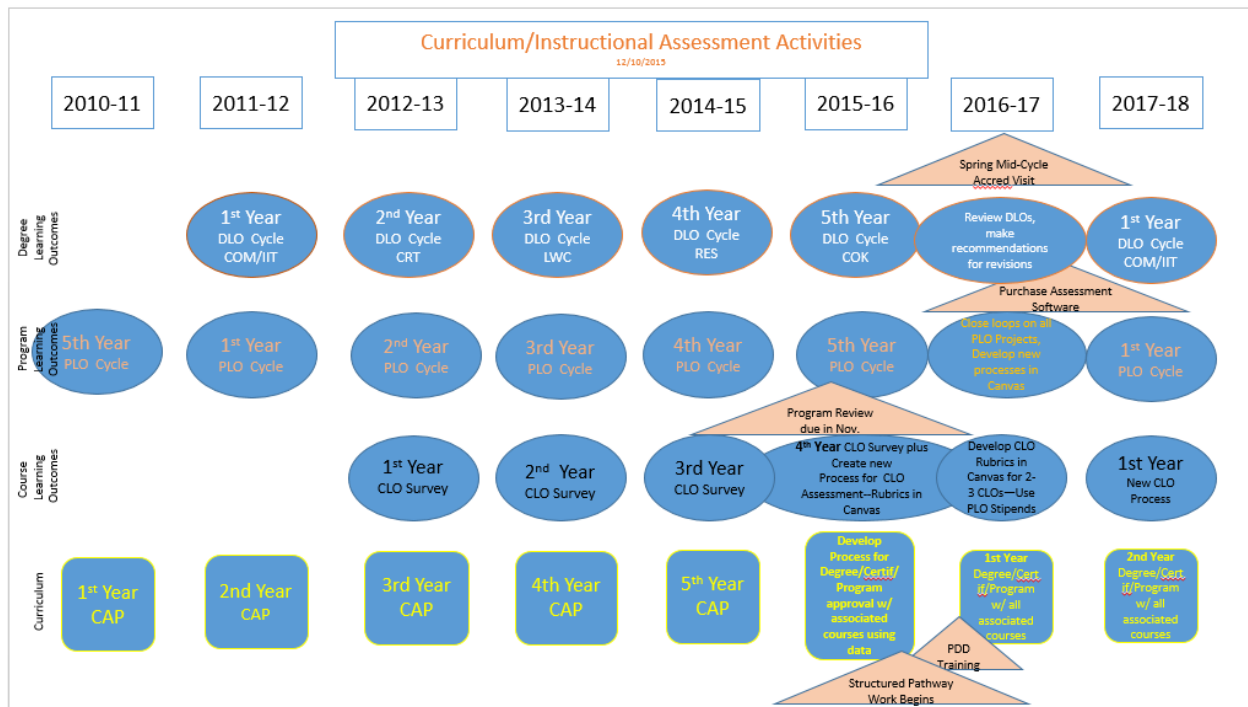 Curriculum/Instructional Assessment Activities
12/10/2015
2010-11
2011-12
2012-13
2013-14
2014-15
2015-16
2016-17
2017-18
Spring Mid-Cycle
Accred Visit
Degree
Learning
Outcomes
1st Year
DLO Cycle
COM/IIT
2nd Year
DLO Cycle
CRT
3rd Year
DLO Cycle
LWC
4th Year
DLO Cycle
RES
5th Year
DLO Cycle
COK
Review DLOs,
make
recommendations
for revisions
1st Year
DLO Cycle
COM/IIT
Purchase Assessment
Software
Program
Learning
Outcomes
5th Year
PLO Cycle
1st Year
PLO Cycle
2nd Year
PLO Cycle
3rd Year
PLO Cycle
4th Year
PLO Cycle
5th Year
PLO Cycle
Close loops on all
PLO Projects,
Develop new
processes in
Canvas
1st Year
PLO Cycle
Program Review
due in Nov.
Course
Learning
Outcomes
1st Year
CLO Survey
2nd Year
CLO Survey
3rd Year
CLO Survey
4th Year CLO Survey plus
Create new
Process for CLO
Assessment--Rubrics in
Canvas
Develop CLO
Rubrics in
Canvas for 2-
3 CLOs—Use
PLO Stipends
1st Year
New CLO
Process
Curriculum
1st Year
CAP
2nd Year
CAP
3rd Year
CAP
4th Year
CAP
5th Year
CAP
Develop
Process for
Degree/Certif/
Program
approval w/
associated
courses using
data
1st Year
Degree/Cert
if/Program
w/ all
associated
courses
2nd Year
Degree/Cert
if/Program
w/ all
associated
courses
PDD
Training
Structured Pathway
Work Begins